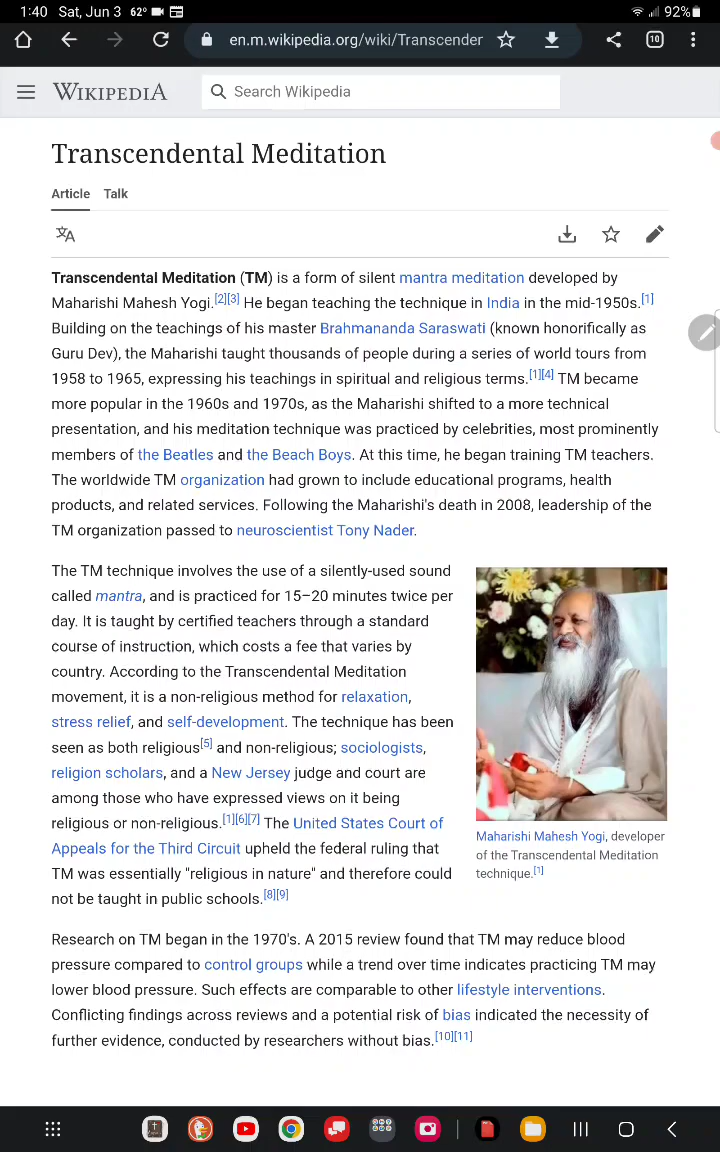 1:40 Sat, Jun 3 62° 92%
en.m.wikipedia.org/wiki/Transcender 10
WIKIPEDIA Search Wikipedia
Transcendental Meditation
Article Talk
Transcendental Meditation (TM) is a form of silent mantra meditation developed by
Maharishi Mahesh Yogi.[2][3] He began teaching the technique in India in the mid-1950s.[1]
Building on the teachings of his master Brahmananda Saraswati (known honorifically as
Guru Dev), the Maharishi taught thousands of people during a series of world tours from
1958 to 1965, expressing his teachings in spiritual and religious terms.[1][4] TM became
more popular in the 1960s and 1970s, as the Maharishi shifted to a more technical
presentation, and his meditation technique was practiced by celebrities, most prominently
members of the Beatles and the Beach Boys. At this time, he began training TM teachers.
The worldwide TM organization had grown to include educational programs, health
products, and related services. Following the Maharishi's death in 2008, leadership of the
TM organization passed to neuroscientist Tony Nader.
The TM technique involves the use of a silently-used sound
called mantra, and is practiced for 15–20 minutes twice per
day. It is taught by certified teachers through a standard
course of instruction, which costs a fee that varies by
country. According to the Transcendental Meditation
movement, it is a non-religious method for relaxation,
stress relief, and self-development. The technique has been
seen as both religious[5] and non-religious; sociologists,
religion scholars, and a New Jersey judge and court are
among those who have expressed views on it being
religious or non-religious.[1][6][7] The United States Court of
Appeals for the Third Circuit upheld the federal ruling that
TM was essentially "religious in nature" and therefore could
not be taught in public schools.[8][9]
Maharishi Mahesh Yogi, developer
of the Transcendental Meditation
technique.[1]
Research on TM began in the 1970's. A 2015 review found that TM may reduce blood
pressure compared to control groups while a trend over time indicates practicing TM may
lower blood pressure. Such effects are comparable to other lifestyle interventions.
Conflicting findings across reviews and a potential risk of bias indicated the necessity of
further evidence, conducted by researchers without bias.[10][11]